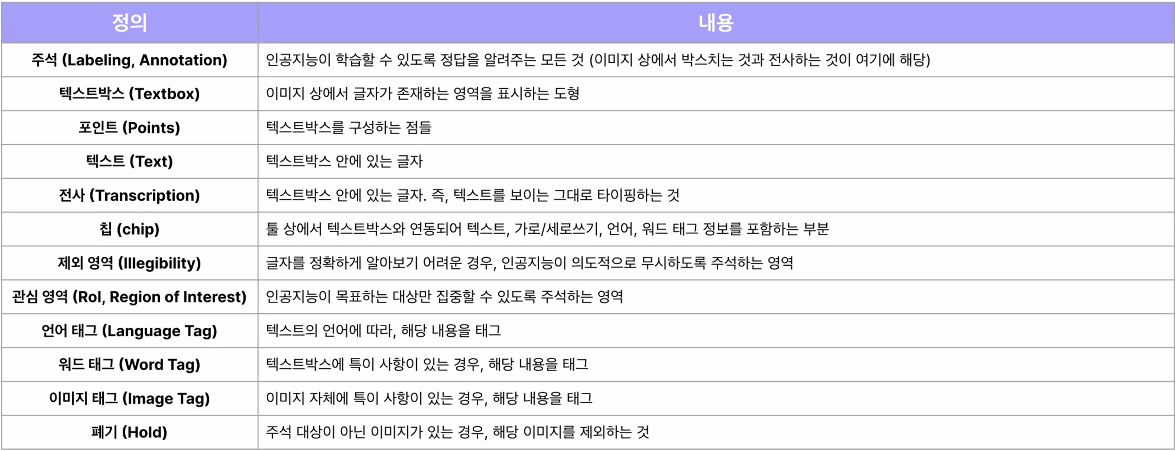 정의 내용
주석 (Labeling, Annotation) 인공지능이 학습할 수 있도록 정답을 알려주는 모든 것 (이미지 상에서 박스치는 것과 전사하는 것이 여기에 해당)
텍스트박스 (Textbox) 이미지 상에서 글자가 존재하는 영역을 표시하는 도형
포인트 (Points) 텍스트박스를 구성하는 점들
텍스트 (Text) 텍스트박스 안에 있는 글자
전사 (Transcription) 텍스트박스 안에 있는 글자. 즉, 텍스트를 보이는 그대로 타이핑하는 것
칩 (chip) 툴 상에서 텍스트박스와 연동되어 텍스트, 가로/세로쓰기, 언어, 워드 태그 정보를 포함하는 부분
제외 영역 (Illegibility) 글자를 정확하게 알아보기 어려운 경우, 인공지능이 의도적으로 무시하도록 주석하는 영역
관심 영역 (RoI, Region of Interest) 인공지능이 목표하는 대상만 집중할 수 있도록 주석하는 영역
언어 태그 (Language Tag) 텍스트의 언어에 따라, 해당 내용을 태그
워드 태그 (Word Tag) 텍스트박스에 특이 사항이 있는 경우, 해당 내용을 태그
이미지 태그 (Image Tag) 이미지 자체에 특이 사항이 있는 경우, 해당 내용을 태그
폐기 (Hold) 주석 대상이 아닌 이미지가 있는 경우, 해당 이미지를 제외하는 것